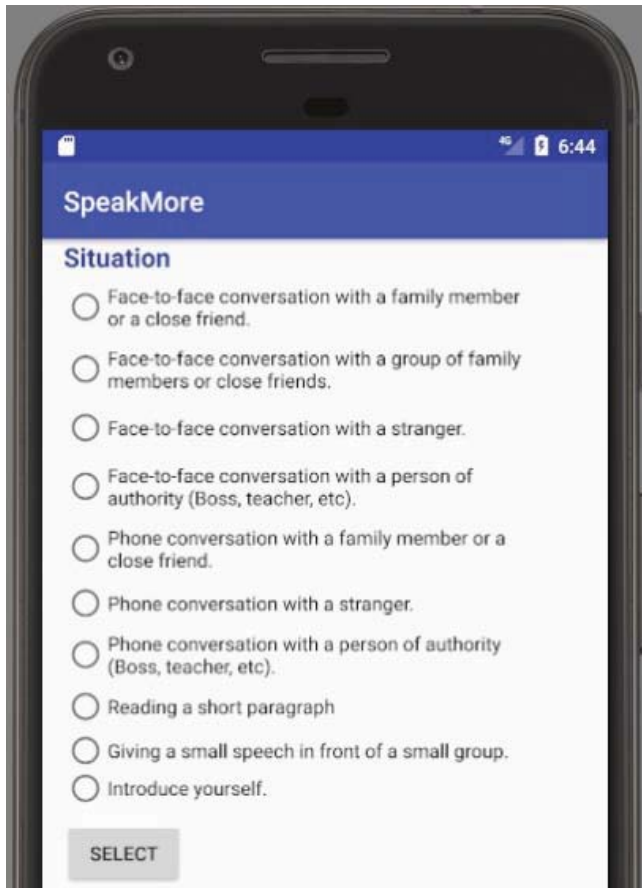 4G 6:44
SpeakMore
Situation
Face-to-face conversation with a family member
or a close friend.
Face-to-face conversation with a group of family
members or close friends.
Face-to-face conversation with a stranger.
Face-to-face conversation with a person of
authority (Boss, teacher, etc).
Phone conversation with a family member or a
close friend.
Phone conversation with a stranger.
Phone conversation with a person of authority
(Boss, teacher, etc).
Reading a short paragraph
Giving a small speech in front of a small group.
Introduce yourself.
SELECT